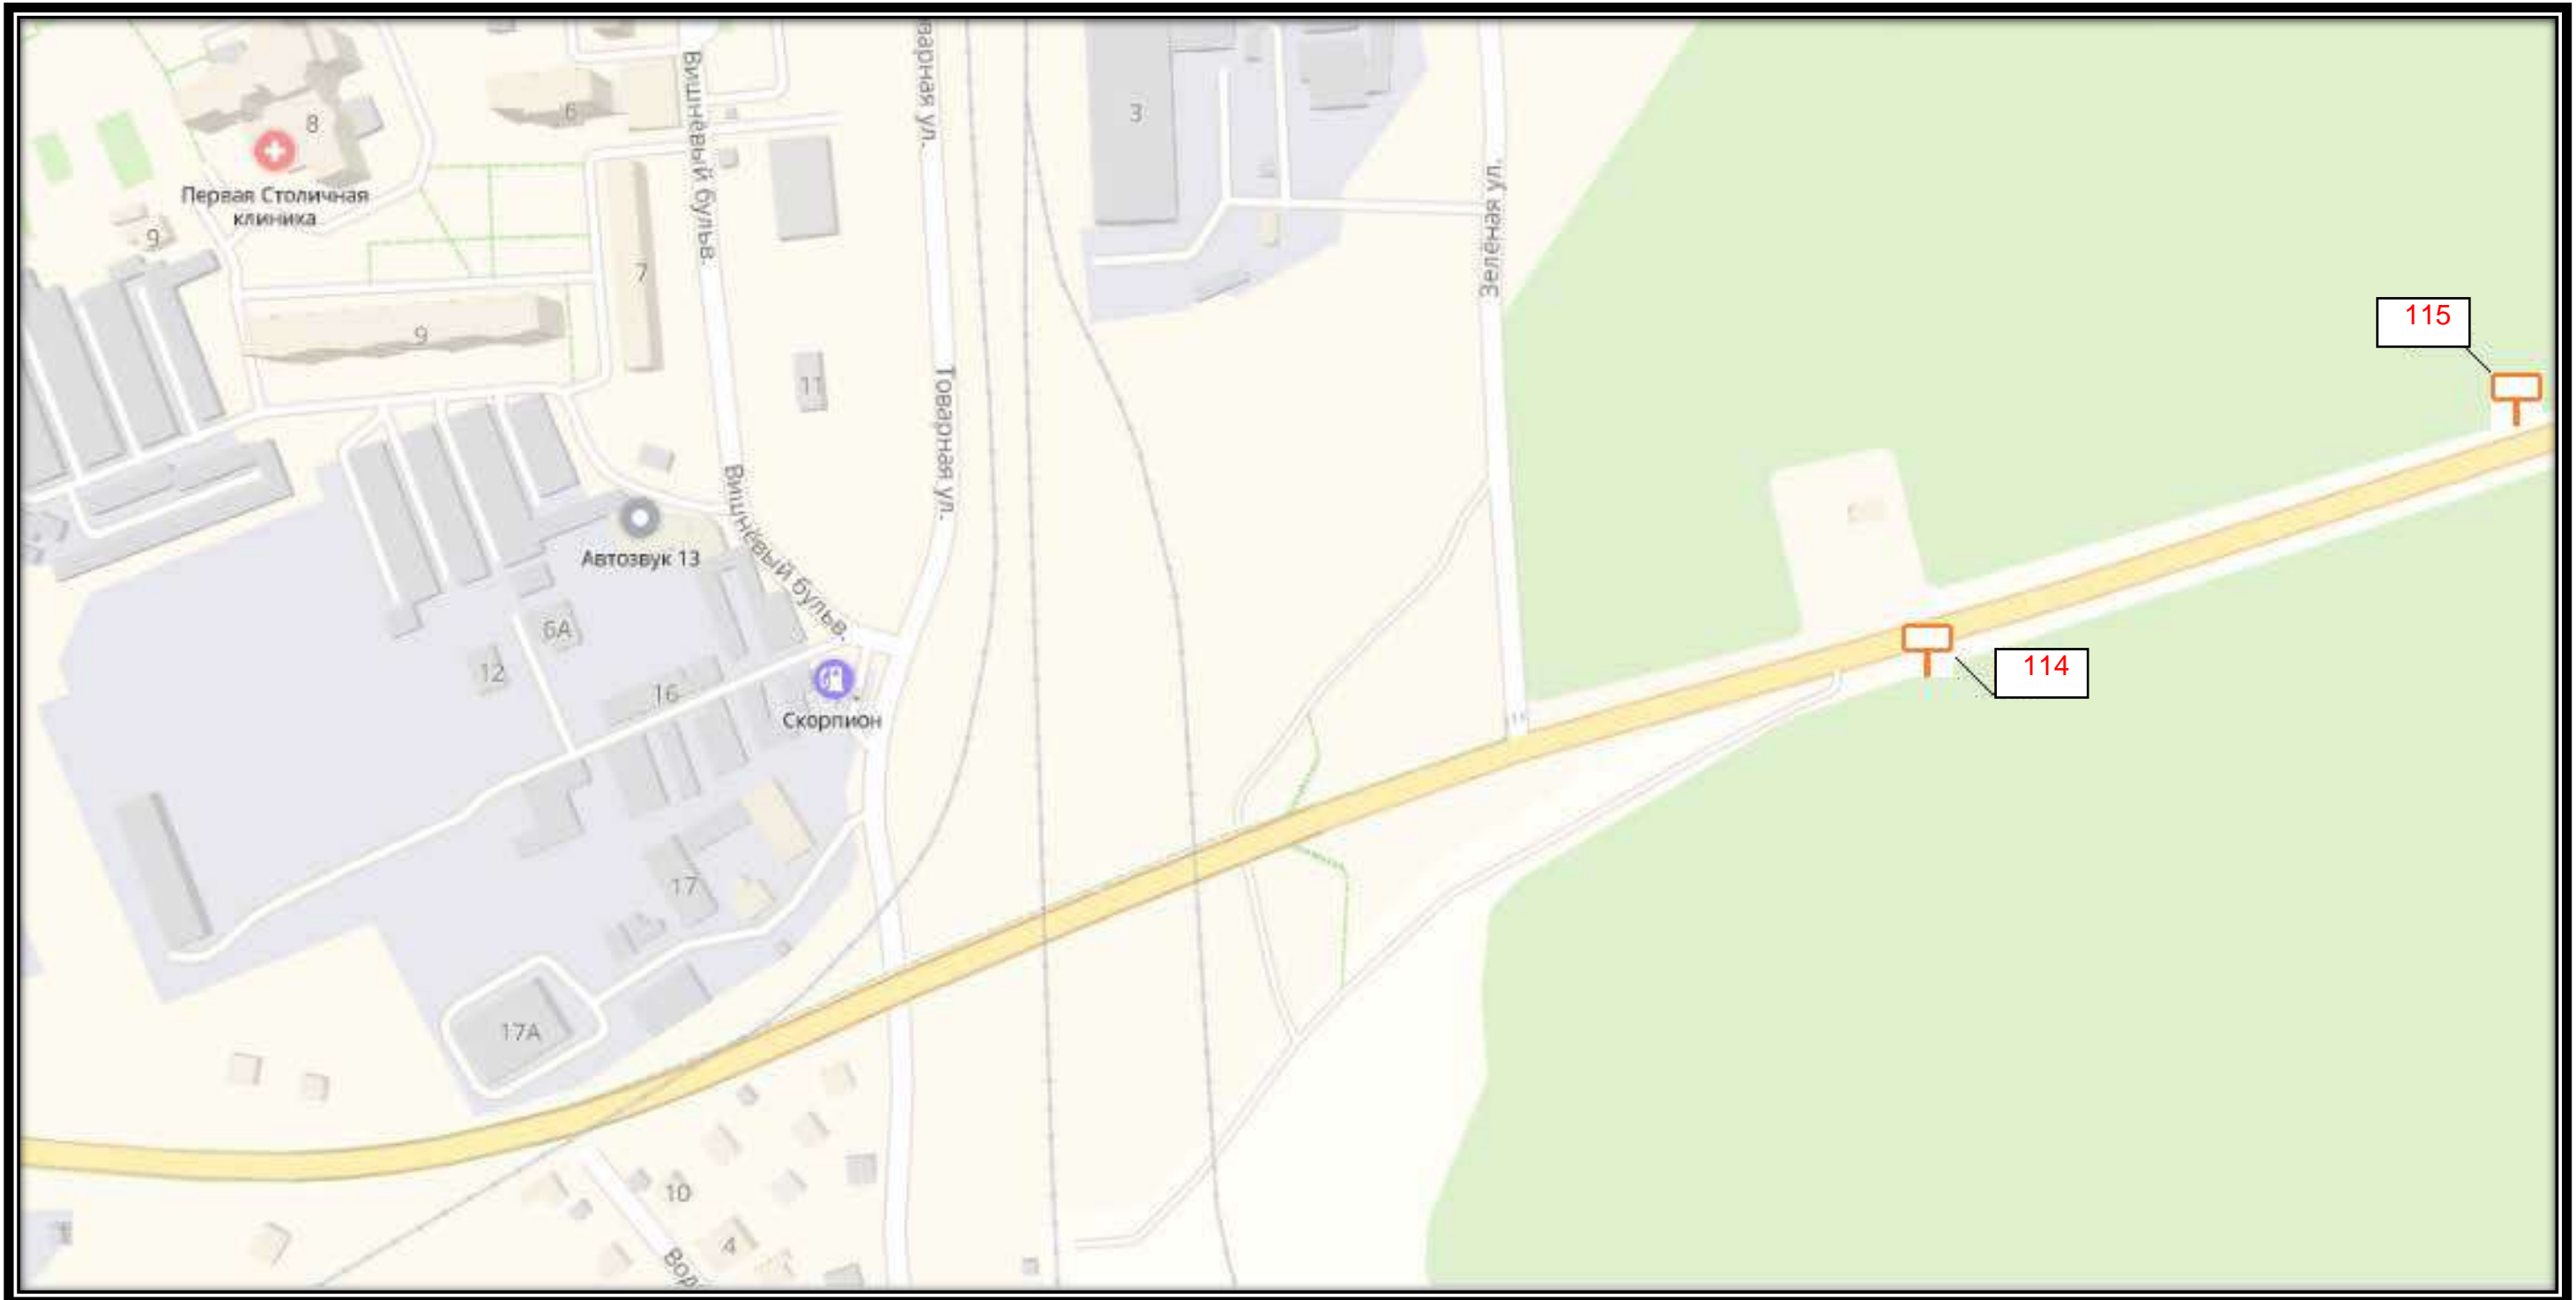 варная ул.
Вишнёвый бульв.
3
6
8
Первая Столичная
клиника
9
7
Зелёная ул.
115
9
11
Товарная ул.
Вишнёвый бульв.
Автозвук 13
6А
12
16
Скорпион
114
17
17А
10
4
Водо